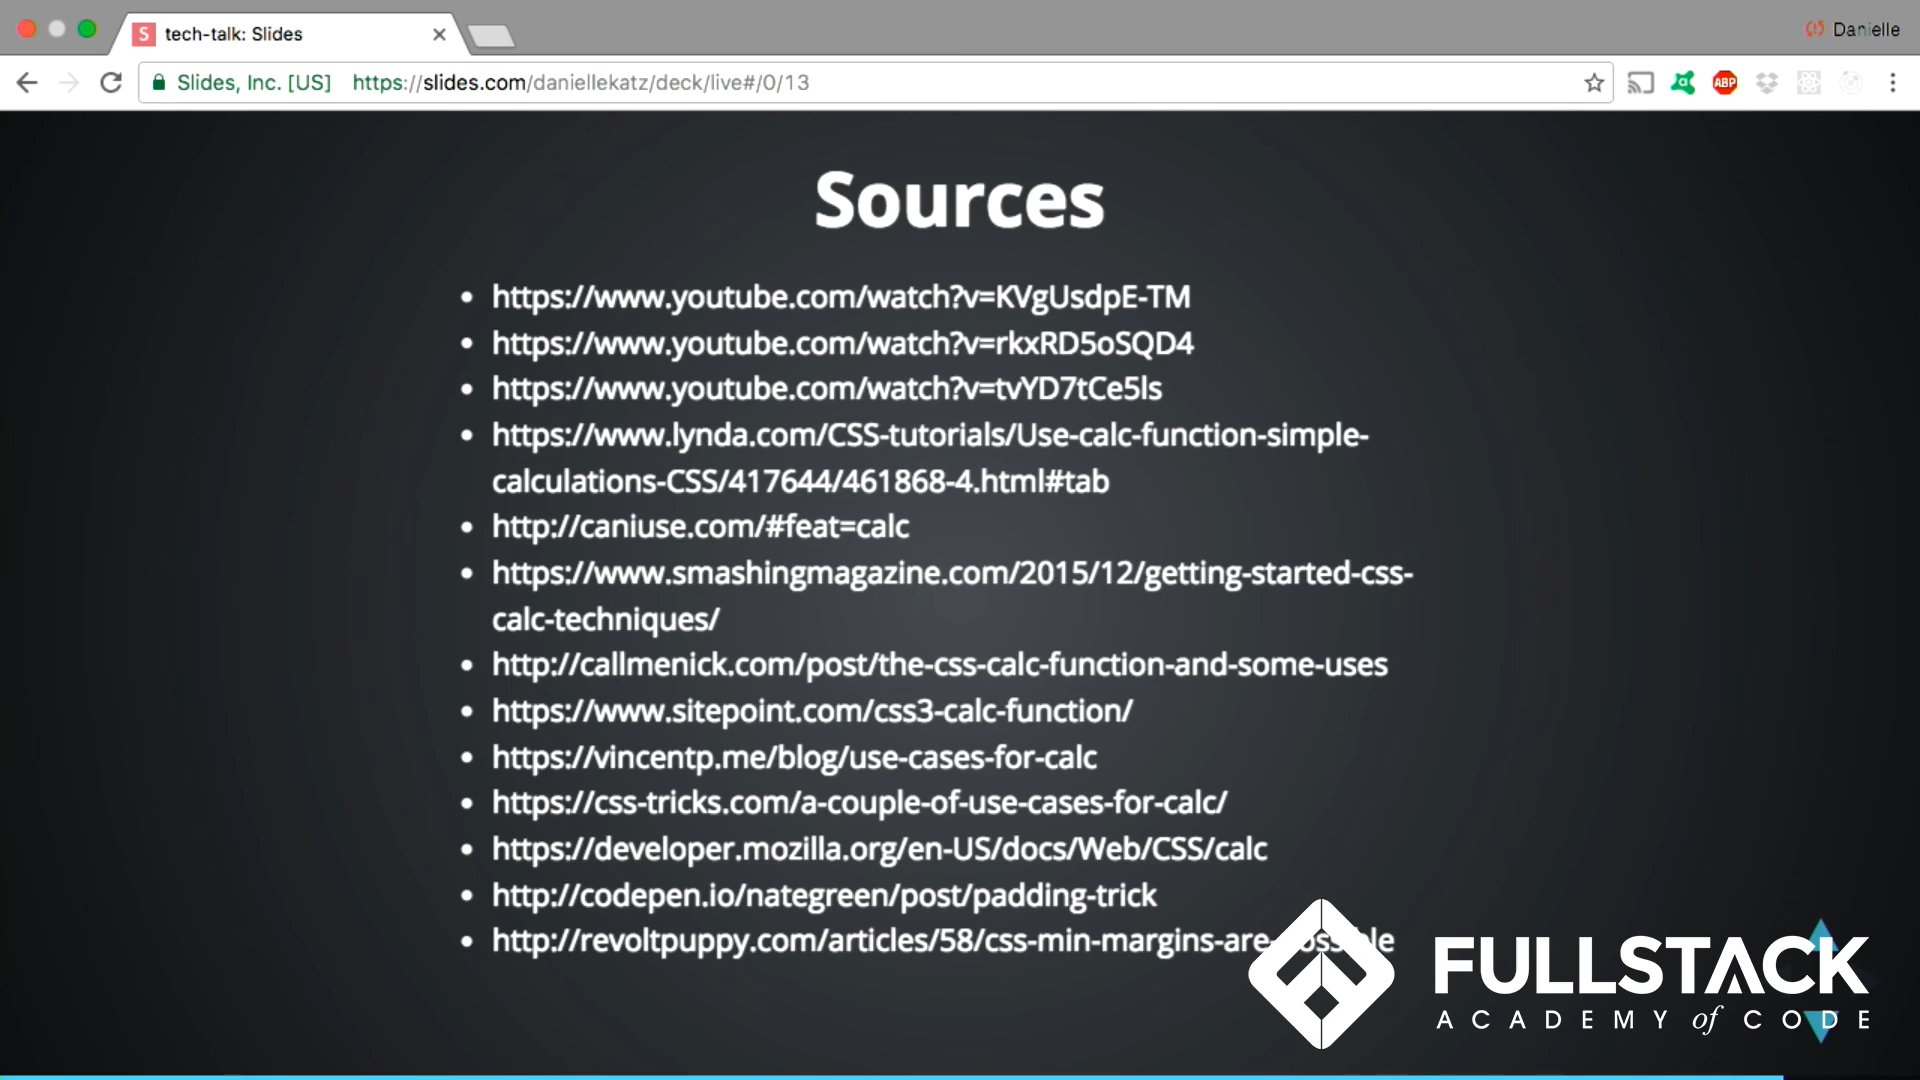 S tech-talk: Slides
Danielle
Slides, Inc. [US] https://slides.com/daniellekatz/deck/live#/0/13
ABP
Sources
https://www.youtube.com/watch?v=KVgUsdpE-TM
https://www.youtube.com/watch?v=rkxRD5oSQD4
https://www.youtube.com/watch?v=tvYD7tCe5ls
https://www.lynda.com/CSS-tutorials/Use-calc-function-simple-
calculations-CSS/417644/461868-4.html#tab
http://caniuse.com/#feat=calc
https://www.smashingmagazine.com/2015/12/getting-started-css-
calc-techniques/
http://callmenick.com/post/the-css-calc-function-and-some-uses
https://www.sitepoint.com/css3-calc-function/
https://vincentp.me/blog/use-cases-for-calc
https://css-tricks.com/a-couple-of-use-cases-for-calc/
https://developer.mozilla.org/en-US/docs/Web/CSS/calc
http://codepen.io/nategreen/post/padding-trick
http://revoltpuppy.com/articles/58/css-min-margins-are-possible
FULLSTACK
ACADEMY of CODE